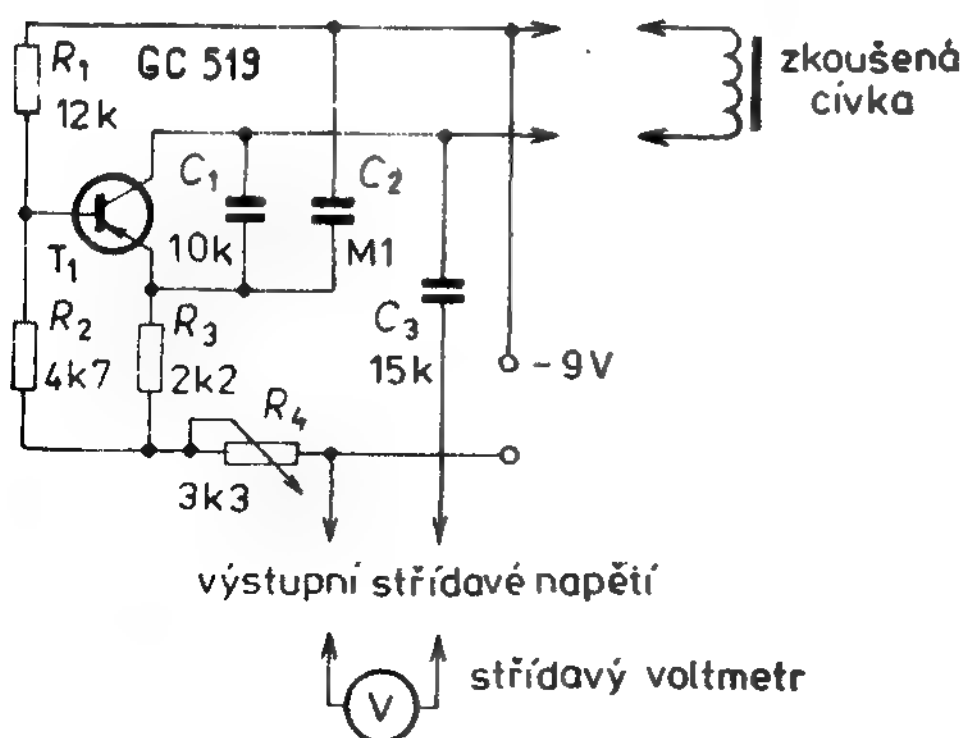 R₁
12k
GC 519
zkoušená
cívka
C₁
10k
C₂
M1
T₁
R₂
4k7
R₃
2k2
C₃
15k
-9V
R₄
3k3
výstupní střídavé napětí
střídavý voltmetr
V